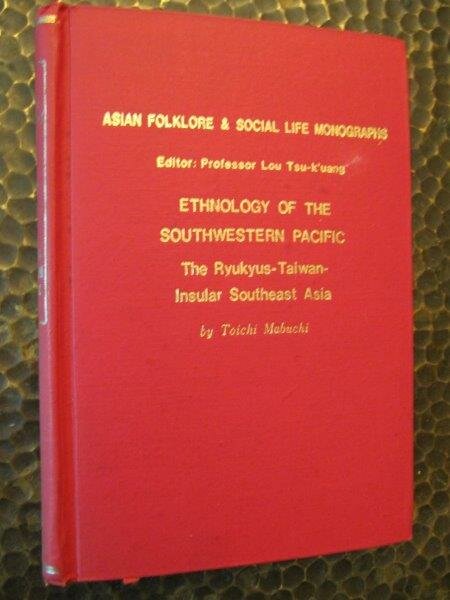 ASIAN FOLKLORE & SOCIAL LIFE MONOGRAPHS
Editor: Professor Lou Tsu-k'uang
ETHNOLOGY OF THE
SOUTHWESTERN PACIFIC
The Ryukyus-Taiwan-
Insular Southeast Asia
by Toichi Mabuchi